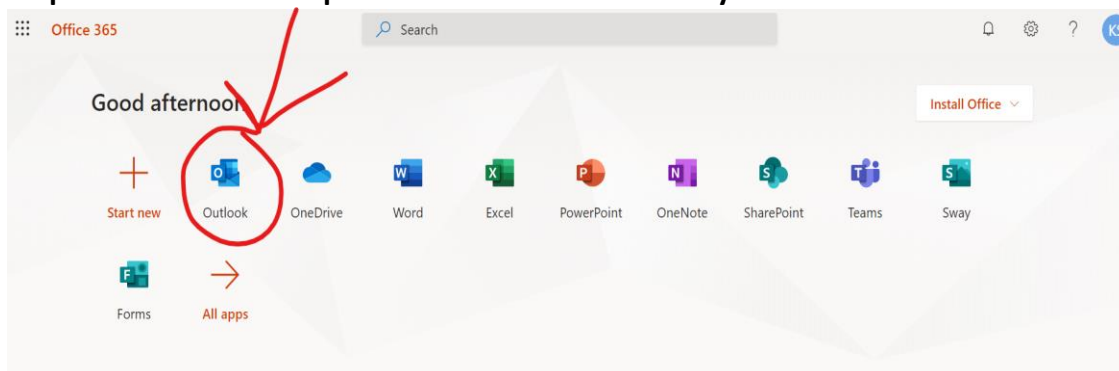 Office 365
Search
?
Good afternoon
Install Office
Start new
Outlook
OneDrive
Word
Excel
PowerPoint
OneNote
SharePoint
Teams
Sway
Forms
All apps